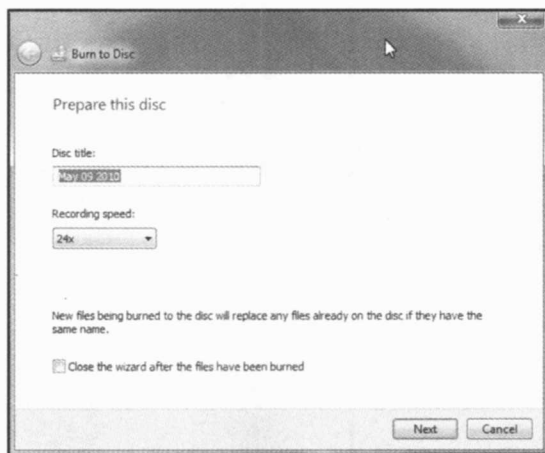 Burn to Disc
Prepare this disc
Disc title:
May 09 2010
Recording speed:
24x
New files being burned to the disc will replace any files already on the disc if they have the
same name.
Close the wizard after the files have been burned
Next
Cancel